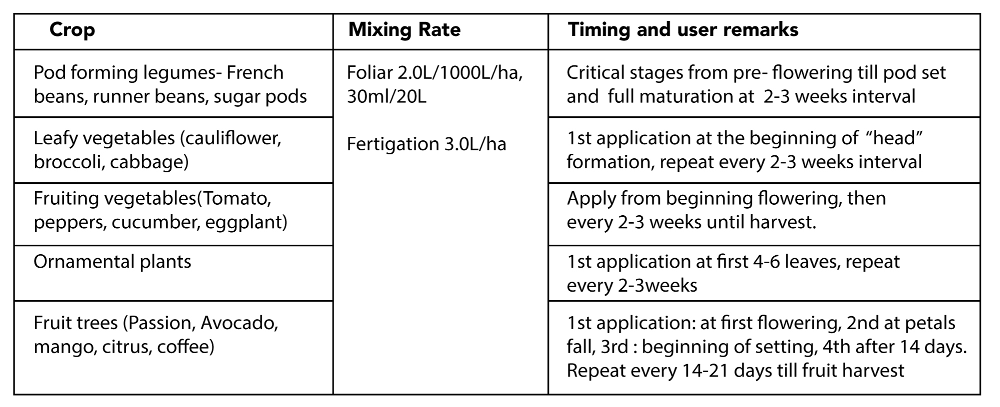 Crop
Mixing Rate
Timing and user remarks
Pod forming legumes- French
beans, runner beans, sugar pods
Foliar 2.0L/1000L/ha,
30ml/20L
Fertigation 3.0L/ha
Critical stages from pre- flowering till pod set
and full maturation at 2-3 weeks interval
Leafy vegetables (cauliflower,
broccoli, cabbage)
1st application at the beginning of “head”
formation, repeat every 2-3 weeks interval
Fruiting vegetables(Tomato,
peppers, cucumber, eggplant)
Apply from beginning flowering, then
every 2-3 weeks until harvest.
Ornamental plants
1st application at first 4-6 leaves, repeat
every 2-3weeks
Fruit trees (Passion, Avocado,
mango, citrus, coffee)
1st application: at first flowering, 2nd at petals
fall, 3rd : beginning of setting, 4th after 14 days.
Repeat every 14-21 days till fruit harvest